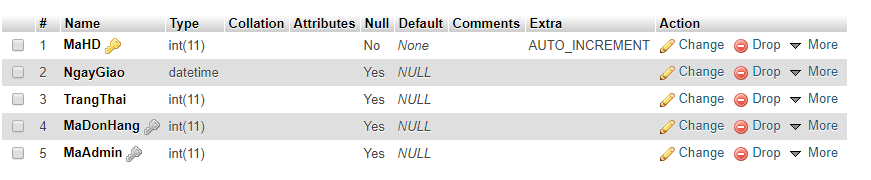 # Name Type Collation Attributes Null Default Comments Extra Action
1 MaHD int(11) No None AUTO_INCREMENT Change Drop More
2 NgayGiao datetime Yes NULL Change Drop More
3 TrangThai int(11) Yes NULL Change Drop More
4 MaDonHang int(11) Yes NULL Change Drop More
5 MaAdmin int(11) Yes NULL Change Drop More